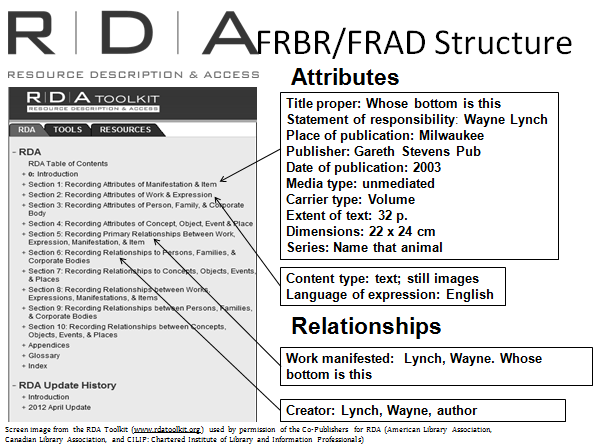 R | D | A FRBR/FRAD Structure
RESOURCE DESCRIPTION & ACCESS
R|D|A TOOLKIT
RESOURCE DESCRIPTION & ACCESS
RDA TOOLS RESOURCES
– RDA
RDA Table of Contents
+ 0: Introduction
+ Section 1: Recording Attributes of Manifestation & Item
+ Section 2: Recording Attributes of Work & Expression
+ Section 3: Recording Attributes of Person, Family, & Corporate
Body
+ Section 4: Recording Attributes of Concept, Object, Event & Place
+ Section 5: Recording Primary Relationships Between Work,
Expression, Manifestation, & Item
+ Section 6: Recording Relationships to Persons, Families, &
Corporate Bodies
+ Section 7: Recording Relationships to Concepts, Objects, Events,
& Places
+ Section 8: Recording Relationships between Works,
Expressions, Manifestations, & Items
+ Section 9: Recording Relationships between Persons, Families,
& Corporate Bodies
+ Section 10: Recording Relationships between Concepts,
Objects, Events, & Places
+ Appendices
+ Glossary
+ Index
– RDA Update History
+ Introduction
+ 2012 April Update
Attributes
Title proper: Whose bottom is this
Statement of responsibility: Wayne Lynch
Place of publication: Milwaukee
Publisher: Gareth Stevens Pub
Date of publication: 2003
Media type: unmediated
Carrier type: Volume
Extent of text: 32 p.
Dimensions: 22 x 24 cm
Series: Name that animal
Content type: text; still images
Language of expression: English
Relationships
Work manifested: Lynch, Wayne. Whose
bottom is this
Creator: Lynch, Wayne, author
Screen image from the RDA Toolkit (www.rdatoolkit.org) used by permission of the Co-Publishers for RDA (American Library Association,
Canadian Library Association, and CILIP: Chartered Institute of Library and Information Professionals)